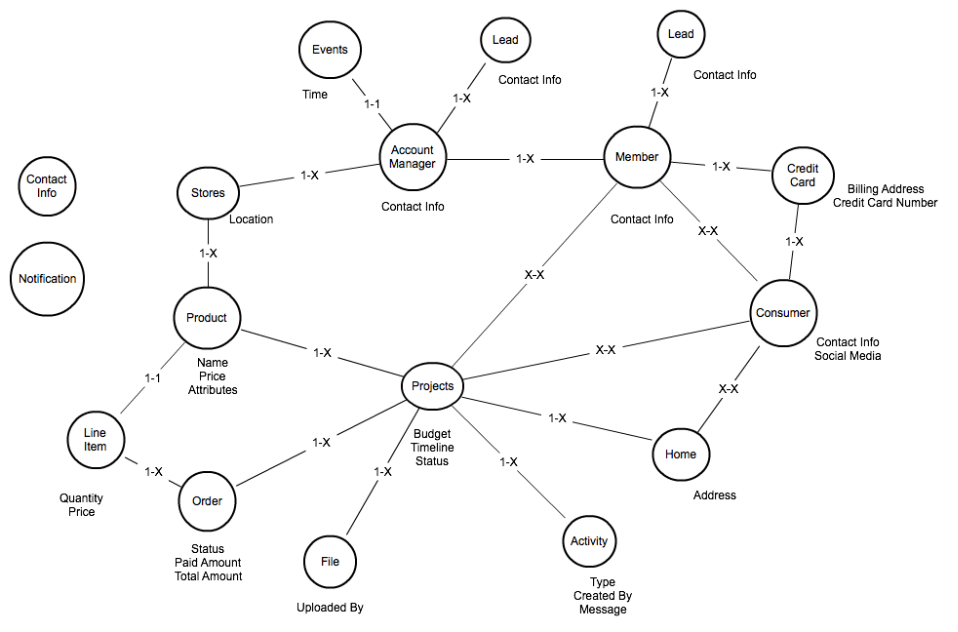 Events
Lead
Lead
Time
Contact Info
Contact Info
1-1
1-X
1-X
Account
Manager
1-X
Member
1-X
Credit
Card
Contact
Info
Stores
1-X
Contact Info
Contact Info
Billing Address
Credit Card Number
Location
X-X
1-X
1-X
Notification
X-X
Product
Consumer
1-X
X-X
Contact Info
Social Media
Name
Price
Attributes
1-1
Projects
X-X
Line
Item
Budget
Timeline
Status
1-X
1-X
Home
1-X
1-X
1-X
Quantity
Price
Order
Address
Status
Paid Amount
Total Amount
File
Activity
Uploaded By
Type
Created By
Message